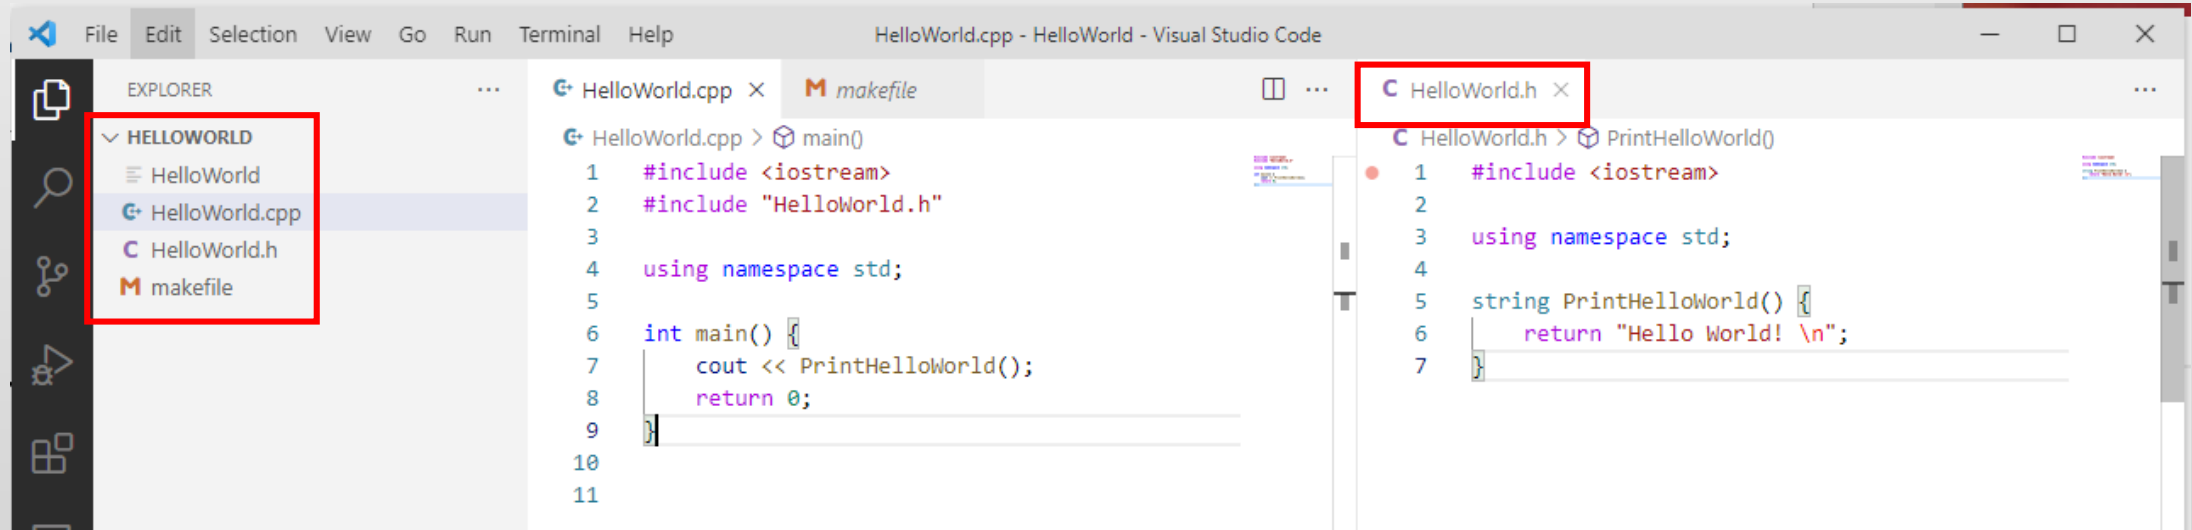 File Edit Selection View Go Run Terminal Help HelloWorld.cpp - HelloWorld - Visual Studio Code
EXPLORER ...
HELLOWORLD
HelloWorld
HelloWorld.cpp
HelloWorld.h
M makefile
HelloWorld.cpp M makefile ...
HelloWorld.cpp > main()
1 #include <iostream>
2 #include "HelloWorld.h"
3
4 using namespace std;
5
6 int main() {
7 cout << PrintHelloWorld();
8 return 0;
9 }
10
11
C HelloWorld.h ...
C HelloWorld.h > PrintHelloWorld()
1 #include <iostream>
2
3 using namespace std;
4
5 string PrintHelloWorld() {
6 return "Hello World! \n";
7 }